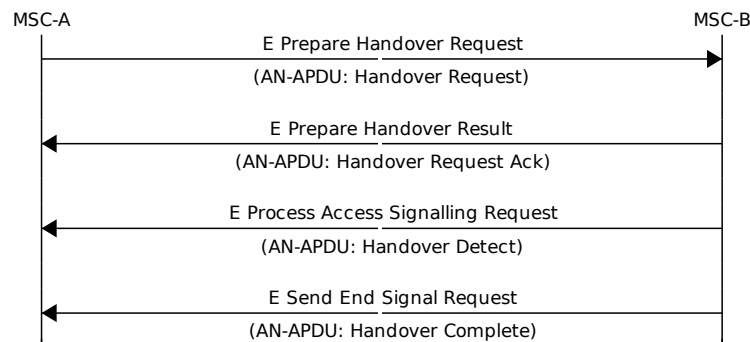 MSC-A
MSC-B
E Prepare Handover Request
(AN-APDU: Handover Request)
E Prepare Handover Result
(AN-APDU: Handover Request Ack)
E Process Access Signalling Request
(AN-APDU: Handover Detect)
E Send End Signal Request
(AN-APDU: Handover Complete)